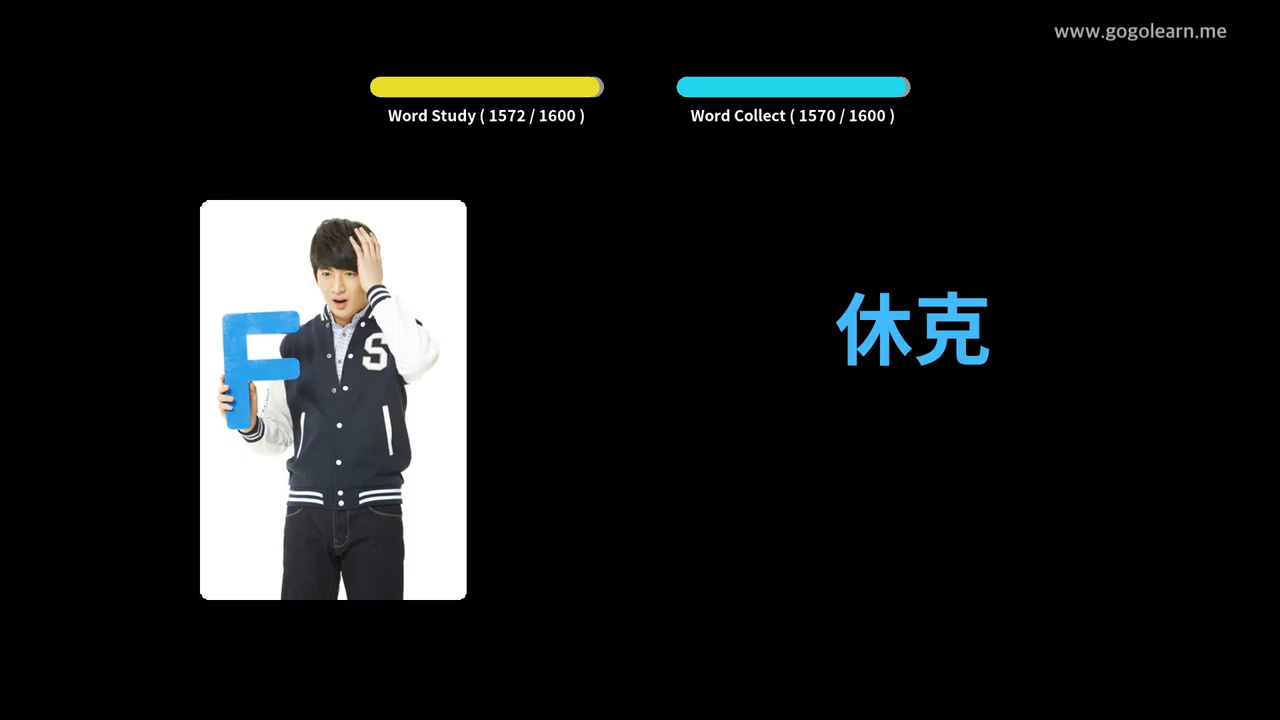 www.gogolearn.me
Word Study ( 1572 / 1600 )
Word Collect ( 1570 / 1600 )
F
S
休克